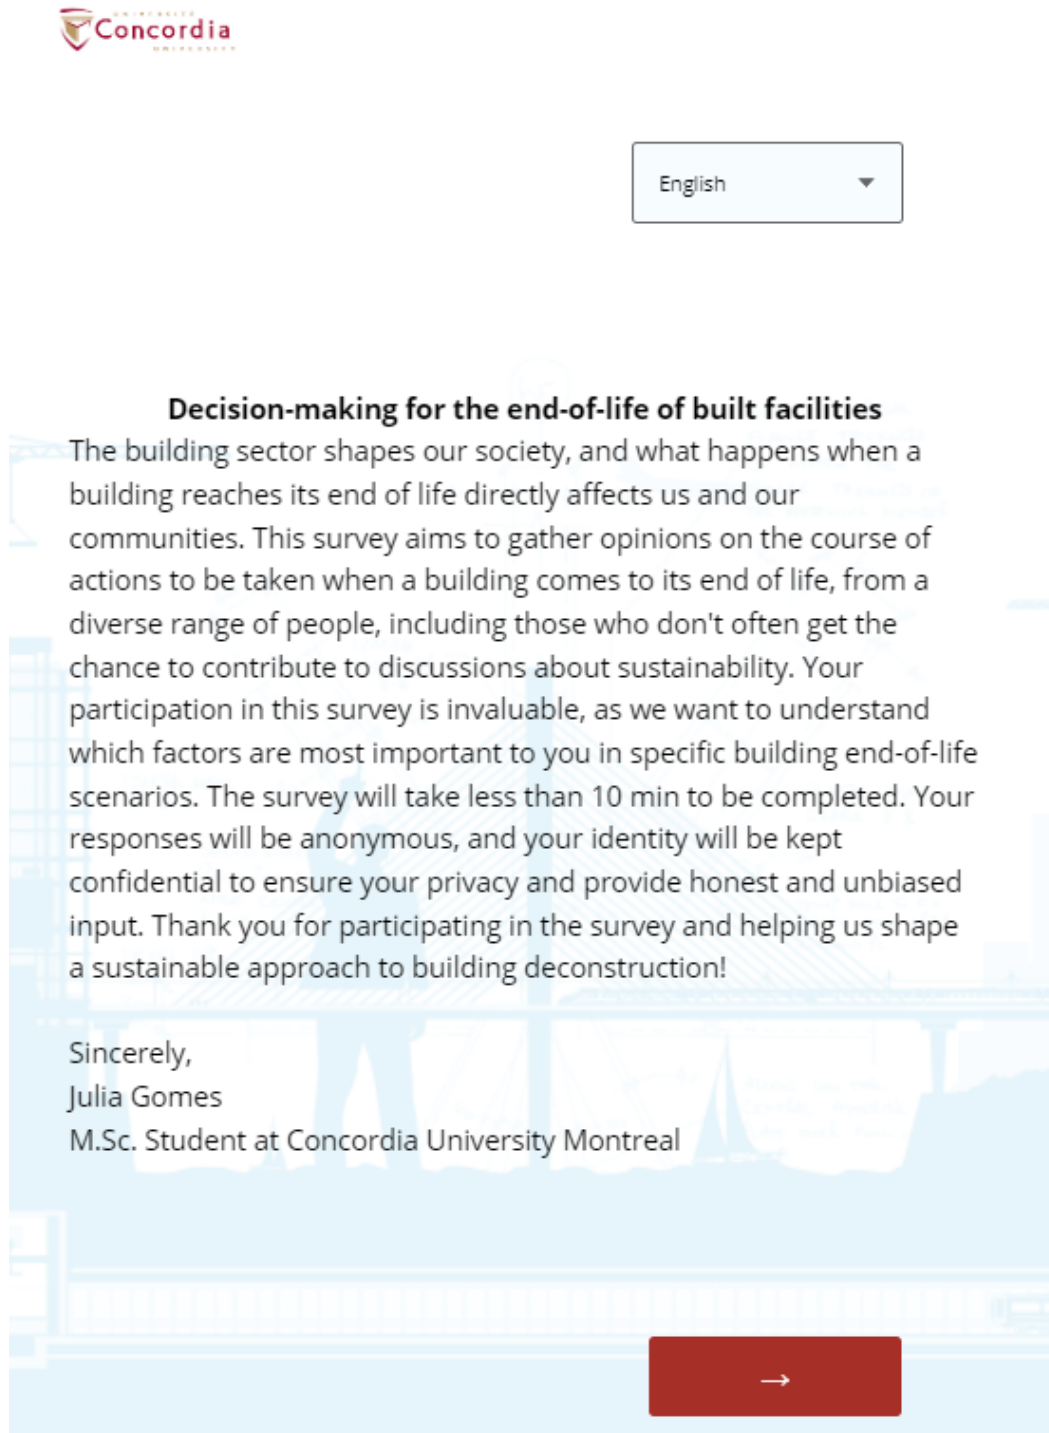 UNIVERSITÉ
Concordia
UNIVERSITY
English
Decision-making for the end-of-life of built facilities
The building sector shapes our society, and what happens when a
building reaches its end of life directly affects us and our
communities. This survey aims to gather opinions on the course of
actions to be taken when a building comes to its end of life, from a
diverse range of people, including those who don't often get the
chance to contribute to discussions about sustainability. Your
participation in this survey is invaluable, as we want to understand
which factors are most important to you in specific building end-of-life
scenarios. The survey will take less than 10 min to be completed. Your
responses will be anonymous, and your identity will be kept
confidential to ensure your privacy and provide honest and unbiased
input. Thank you for participating in the survey and helping us shape
a sustainable approach to building deconstruction!
Sincerely,
Julia Gomes
M.Sc. Student at Concordia University Montreal
→